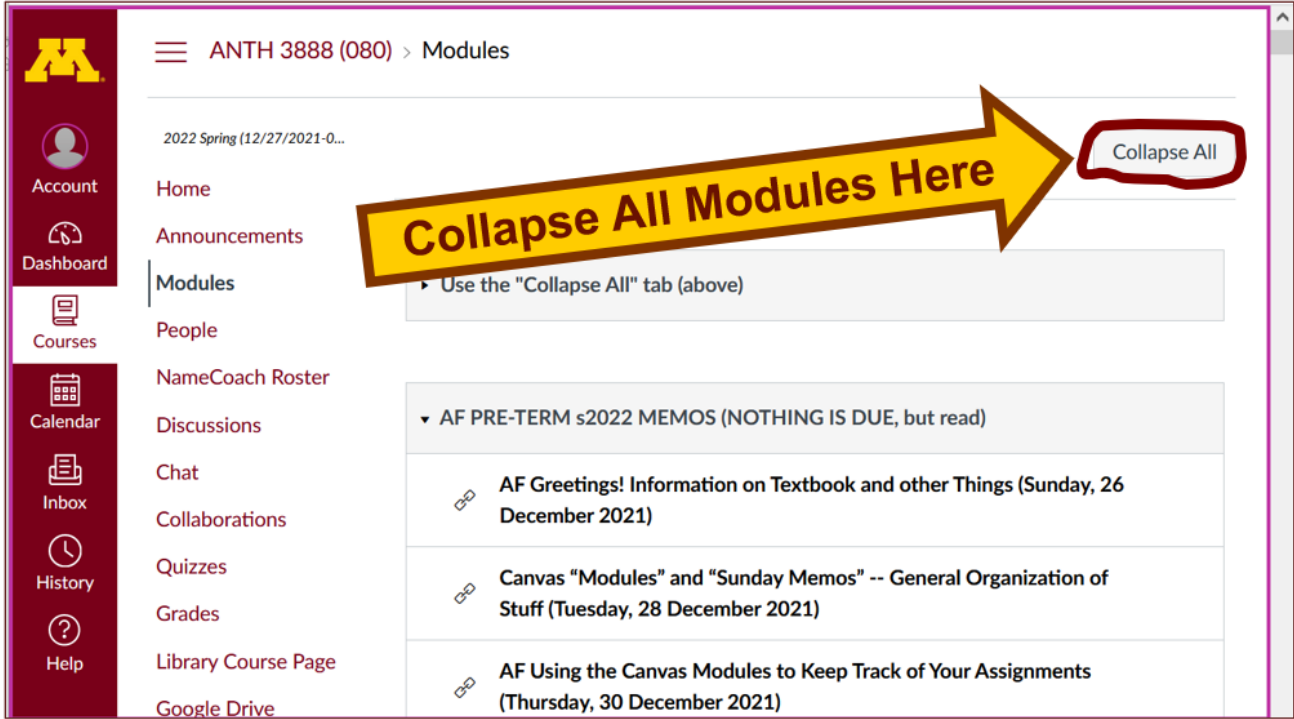 ANTH 3888 (080) > Modules
2022 Spring (12/27/2021-0...
Collapse All
Collapse All Modules Here
Account
Dashboard
Courses
Calendar
Inbox
History
Help
Home
Announcements
Modules
People
NameCoach Roster
Discussions
Chat
Collaborations
Quizzes
Grades
Library Course Page
Google Drive
Use the "Collapse All" tab (above)
AF PRE-TERM s2022 MEMOS (NOTHING IS DUE, but read)
AF Greetings! Information on Textbook and other Things (Sunday, 26
December 2021)
Canvas “Modules” and “Sunday Memos” -- General Organization of
Stuff (Tuesday, 28 December 2021)
AF Using the Canvas Modules to Keep Track of Your Assignments
(Thursday, 30 December 2021)